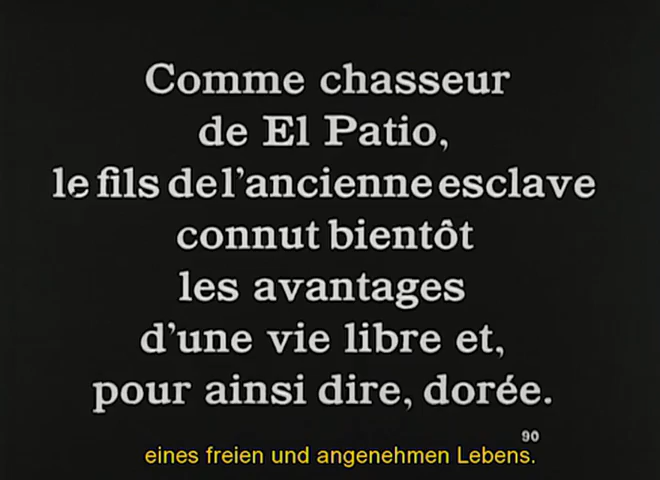 Comme chasseur
de El Patio,
le fils de l'ancienne esclave
connut bientôt
les avantages
d'une vie libre et,
pour ainsi dire, dorée.
90
eines freien und angenehmen Lebens.